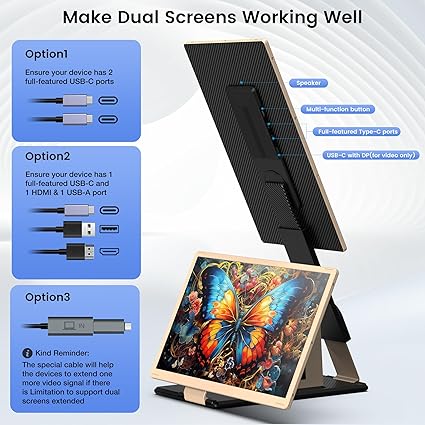 Make Dual Screens Working Well
Option1
Ensure your device has 2
full-featured USB-C ports
Option2
Ensure your device has 1
full-featured USB-C and
1 HDMI & 1 USB-A port
Option3
IN
Kind Reminder:
The special cable will help
the devices to extend one
more video signal if there
is Limitation to support dual
screens extended
Speaker
Multi-function button
Full-featured Type-C ports
USB-C with DP(for video only)